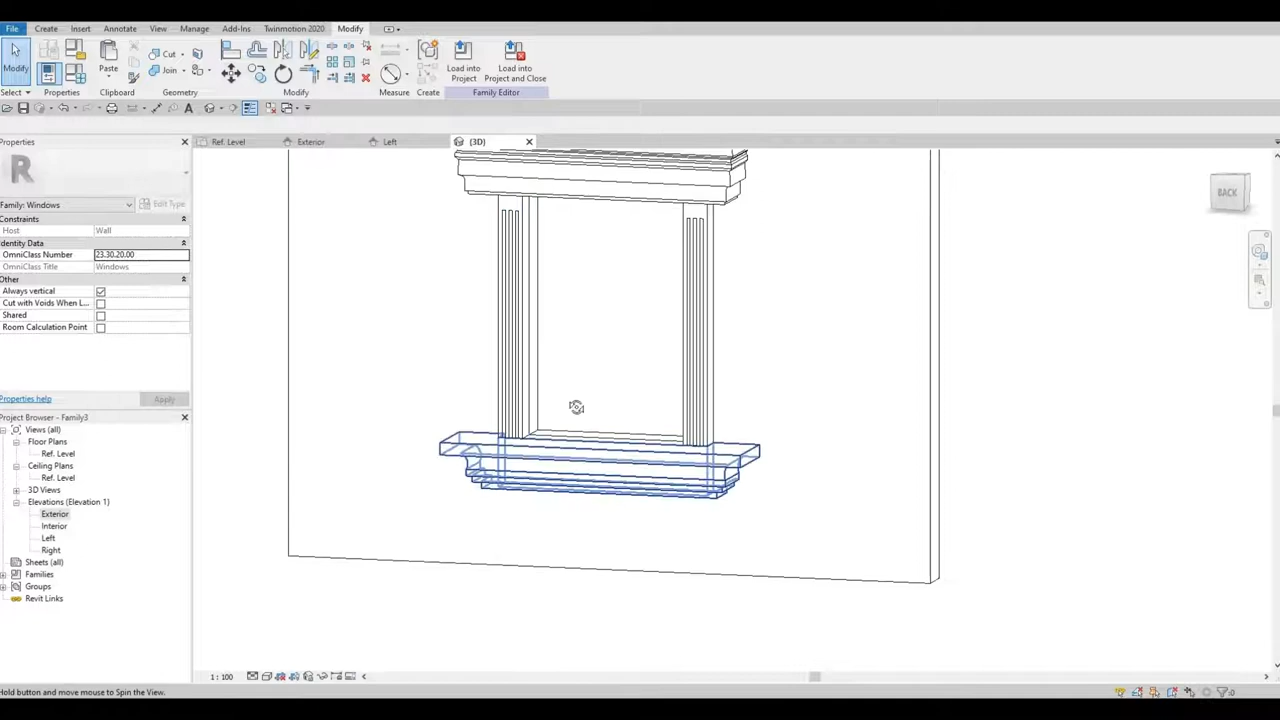 File Create Insert Annotate View Manage Add-Ins Twinmotion 2020 Modify
Modify Paste Cut Join Load into Project Load into Project and Close
Select Properties Clipboard Geometry Modify Measure Create Family Editor
Properties Ref. Level Exterior Left (3D)
R
BACK
Family: Windows Edit Type
Constraints
Host Wall
Identity Data
OmniClass Number 23.30.20.00
OmniClass Title Windows
Other
Always vertical
Cut with Voids When L...
Shared
Room Calculation Point
Properties help Apply
Project Browser - Family3
Views (all)
Floor Plans
Ref. Level
Ceiling Plans
Ref. Level
3D Views
Elevations (Elevation 1)
Exterior
Interior
Left
Right
Sheets (all)
Families
Groups
Revit Links
1 : 100
Hold button and move mouse to Spin the View. :0